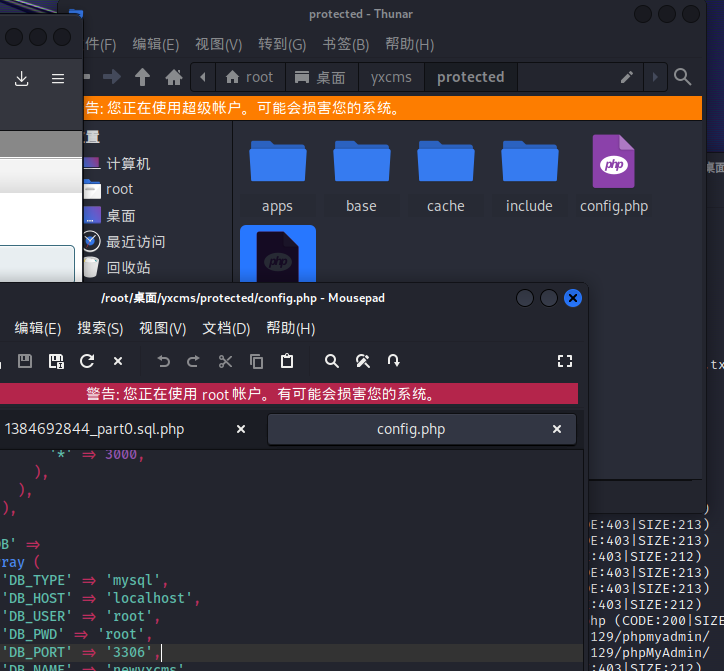 protected - Thunar
件(F) 编辑(E) 视图(V) 转到(G) 书签(B) 帮助(H)
root 桌面 yxcms protected
告: 您正在使用超级帐户。可能会损害您的系统。
置
计算机
root
桌面
最近访问
回收站
apps base cache include config.php
php
php
/root/桌面/yxcms/protected/config.php - Mousepad
编辑(E) 搜索(S) 视图(V) 文档(D) 帮助(H)
警告: 您正在使用 root 帐户。有可能会损害您的系统。
1384692844_part0.sql.php config.php
'*' => 3000,
),
),
),
B' =>
ray (
'DB_TYPE' => 'mysql',
'DB_HOST' => 'localhost',
'DB_USER' => 'root',
'DB_PWD' => 'root',
'DB_PORT' => '3306',
'DB_NAME' => 'newyxcms'
桌面
.tx
)
DE:403|SIZE:213)
DE:403|SIZE:213)
:403|SIZE:212)
DE:403|SIZE:213)
DE:403|SIZE:213)
:403|SIZE:212)
hp (CODE:200|SIZE
129/phpmyadmin/
129/phpMyAdmin/
:403|SIZE:212)